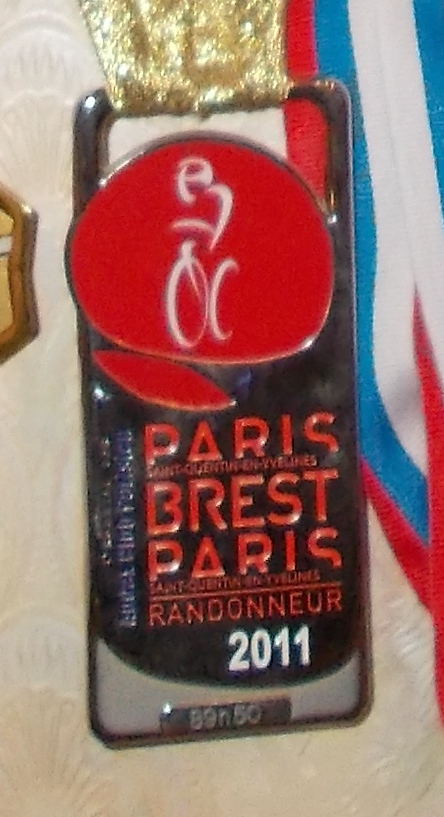 PARIS
SAINT-QUENTIN-EN-YVELINES
BREST
PARIS
SAINT-QUENTIN-EN-YVELINES
RANDONNEUR
2011
89h50